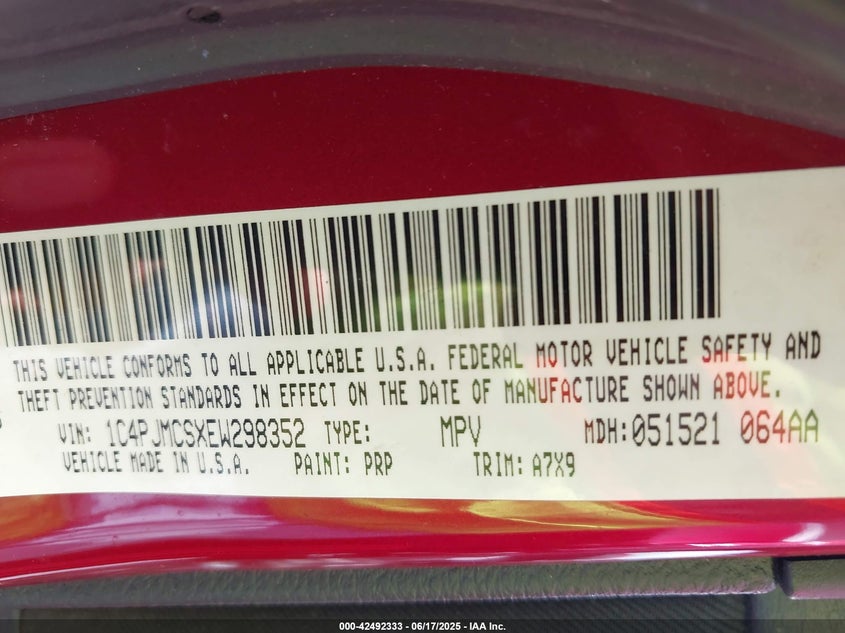 THIS VEHICLE CONFORMS TO ALL APPLICABLE U.S.A. FEDERAL MOTOR VEHICLE SAFETY AND
THEFT PREVENTION STANDARDS IN EFFECT ON THE DATE OF MANUFACTURE SHOWN ABOVE.
VIN: 1C4PJMCSXEW298352 TYPE: MPV MDH:051521 064AA
VEHICLE MADE IN U.S.A. PAINT: PRP TRIM: A7X9
000-42492333 - 06/17/2025 - IAA Inc.